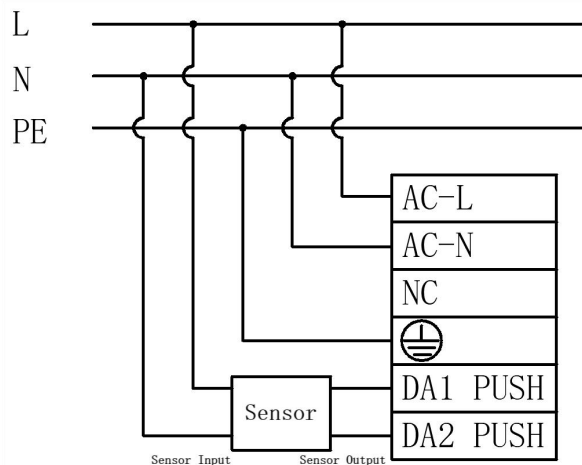 L
N
PE
AC-L
AC-N
NC
DA1 PUSH
Sensor
DA2 PUSH
Sensor Input
Sensor Output